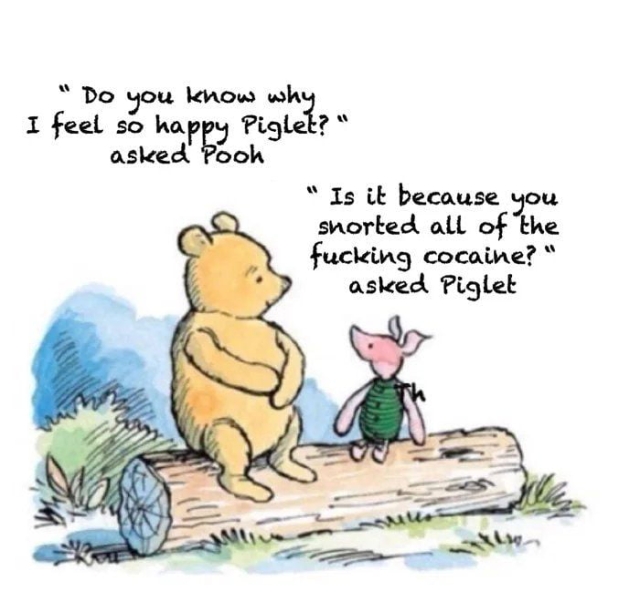 " Do you know why
I feel so happy Piglet? "
asked Pooh
" Is it because you
snorted all of the
fucking cocaine? "
asked Piglet
Th